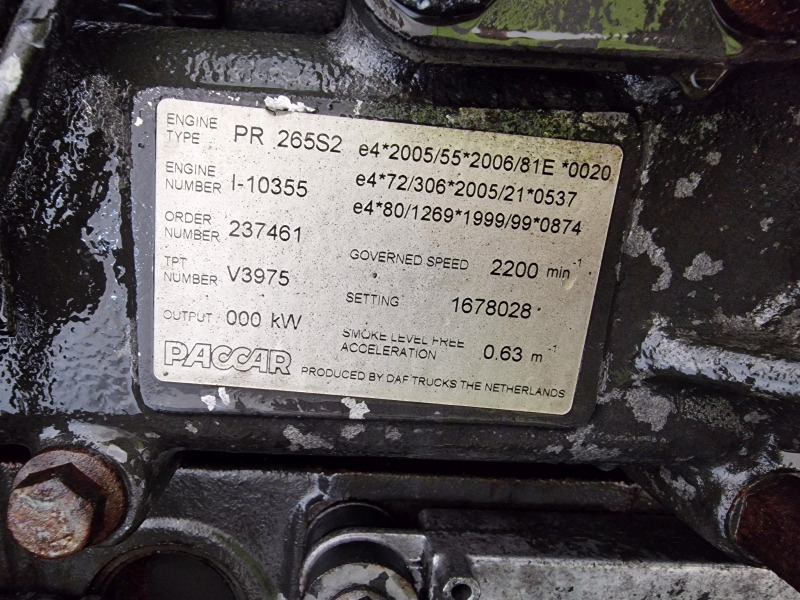 ENGINE TYPE PR 265S2 e4*2005/55*2006/81E *0020
ENGINE NUMBER I-10355 e4*72/306*2005/21*0537
e4*80/1269*1999/99*0874
ORDER NUMBER 237461
GOVERNED SPEED 2200 min-1
TPT NUMBER V3975
SETTING 1678028
OUTPUT 000 kW
SMOKE LEVEL FREE ACCELERATION 0.63 m-1
PACCAR
PRODUCED BY DAF TRUCKS THE NETHERLANDS